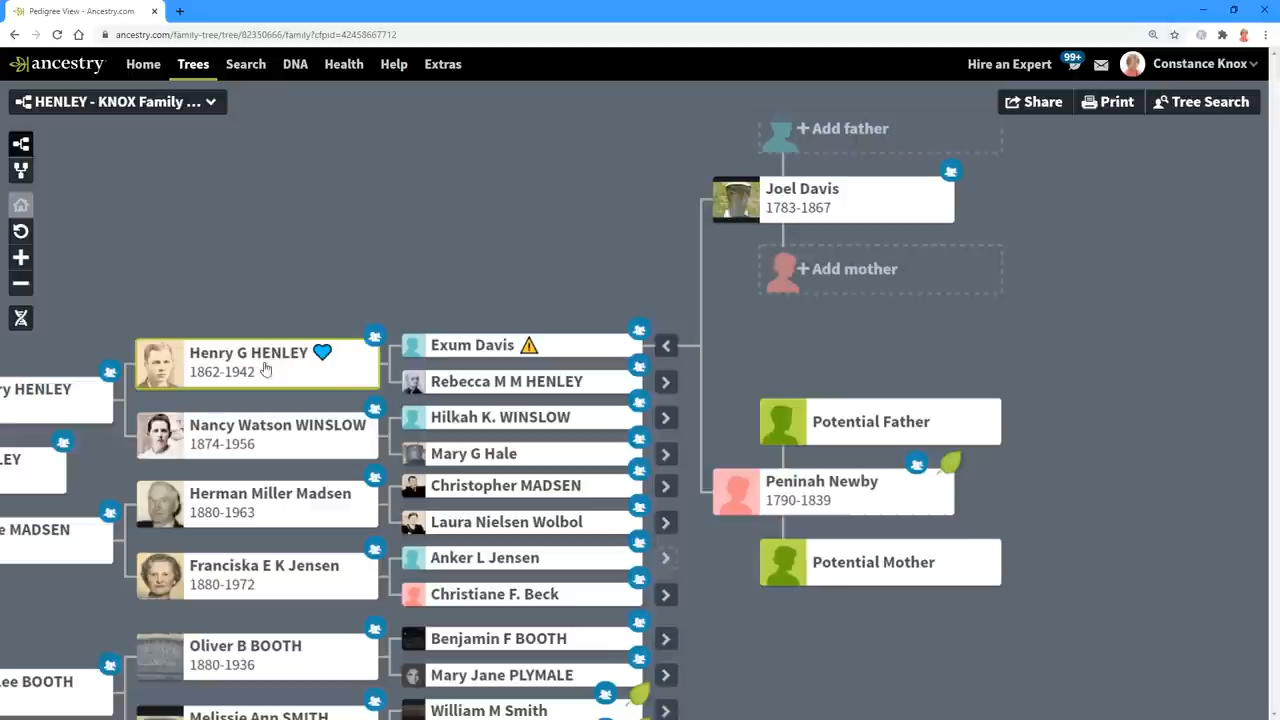 Pedigree View - Ancestry.com
ancestry.com/family-tree/tree/82350666/family?cfpid=42458667712
ancestry
Home
Trees
Search
DNA
Health
Help
Extras
Hire an Expert
99+
Constance Knox
HENLEY - KNOX Family ...
Share
Print
Tree Search
+ Add father
Joel Davis
1783-1867
+ Add mother
Henry G HENLEY
1862-1942
Exum Davis
Rebecca M M HENLEY
ry HENLEY
Nancy Watson WINSLOW
1874-1956
Hilkah K. WINSLOW
Mary G Hale
Potential Father
LEY
Herman Miller Madsen
1880-1963
Christopher MADSEN
Laura Nielsen Wolbol
Peninah Newby
1790-1839
e MADSEN
Franciska E K Jensen
1880-1972
Anker L Jensen
Christiane F. Beck
Potential Mother
Oliver B BOOTH
1880-1936
Benjamin F BOOTH
Mary Jane PLYMALE
Lee BOOTH
Melissie Ann SMITH
William M Smith